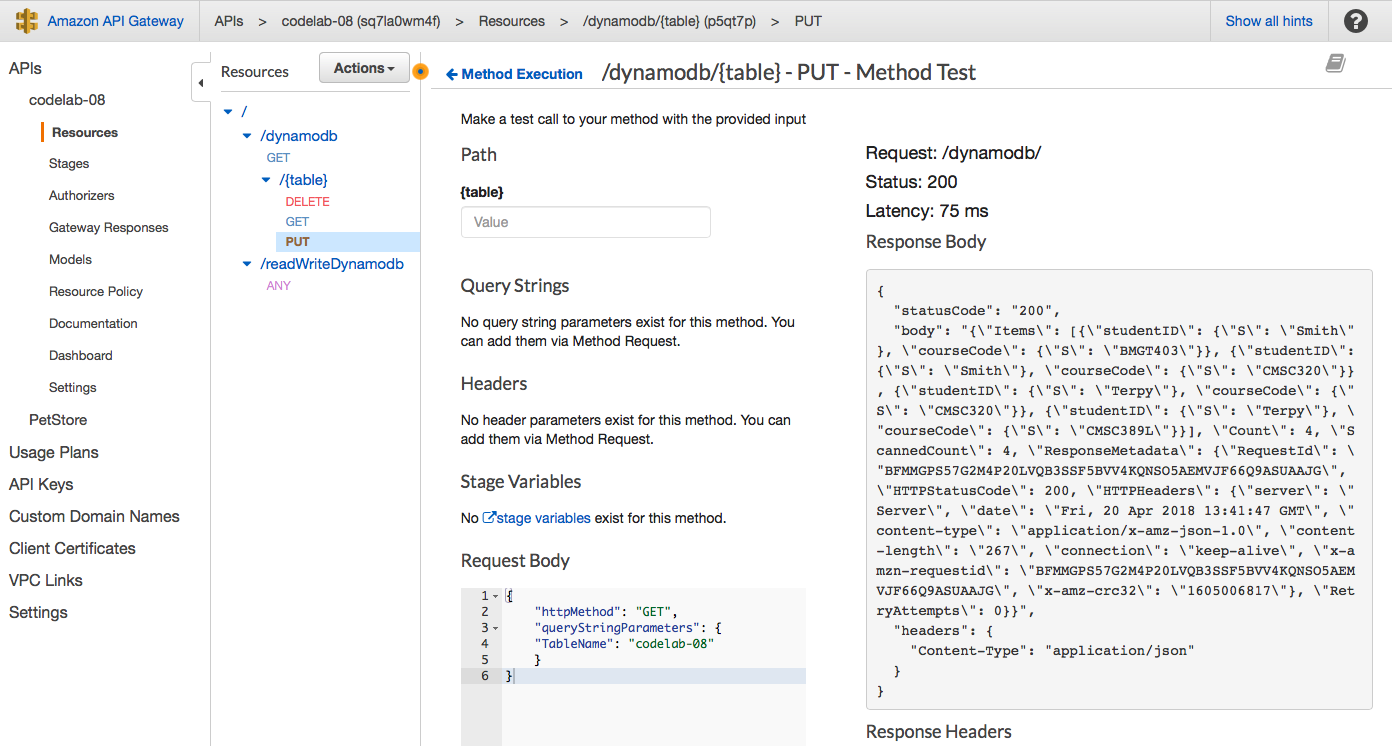 Amazon API Gateway
APIs > codelab-08 (sq7la0wm4f) > Resources > /dynamodb/{table} (p5qt7p) > PUT
Show all hints
?
APIs
codelab-08
Resources
Stages
Authorizers
Gateway Responses
Models
Resource Policy
Documentation
Dashboard
Settings
PetStore
Usage Plans
API Keys
Custom Domain Names
Client Certificates
VPC Links
Settings
Resources
Actions
/
/dynamodb
GET
/{table}
DELETE
GET
PUT
/readWriteDynamodb
ANY
Method Execution
/dynamodb/{table} - PUT - Method Test
Make a test call to your method with the provided input
Path
{table}
Value
Query Strings
No query string parameters exist for this method. You
can add them via Method Request.
Headers
No header parameters exist for this method. You can
add them via Method Request.
Stage Variables
No stage variables exist for this method.
Request Body
1 {
2 "httpMethod": "GET",
3 "queryStringParameters": {
4 "TableName": "codelab-08"
5 }
6 }
Request: /dynamodb/
Status: 200
Latency: 75 ms
Response Body
{
"statusCode": "200",
"body": "{\"Items\": [{\"studentID\": {\"S\": \"Smith\"
}, \"courseCode\": {\"S\": \"BMGT403\"}}, {\"studentID\":
{\"S\": \"Smith\"}, \"courseCode\": {\"S\": \"CMSC320\"}}
, {\"studentID\": {\"S\": \"Terpy\"}, \"courseCode\": {\"
S\": \"CMSC320\"}}, {\"studentID\": {\"S\": \"Terpy\"}, \
"courseCode\": {\"S\": \"CMSC389L\"}}], \"Count\": 4, \"S
cannedCount\": 4, \"ResponseMetadata\": {\"RequestId\": \
"BFMMGPS57G2M4P20LVQB3SSF5BVV4KQNSO5AEMVJF66Q9ASUAAJG\",
\"HTTPStatusCode\": 200, \"HTTPHeaders\": {\"server\": \"
Server\", \"date\": \"Fri, 20 Apr 2018 13:41:47 GMT\", \"
content-type\": \"application/x-amz-json-1.0\", \"content
-length\": \"267\", \"connection\": \"keep-alive\", \"x-a
mzn-requestid\": \"BFMMGPS57G2M4P20LVQB3SSF5BVV4KQNSO5AEM
VJF66Q9ASUAAJG\", \"x-amz-crc32\": \"1605006817\"}, \"Ret
ryAttempts\": 0}}",
"headers": {
"Content-Type": "application/json"
}
}
Response Headers